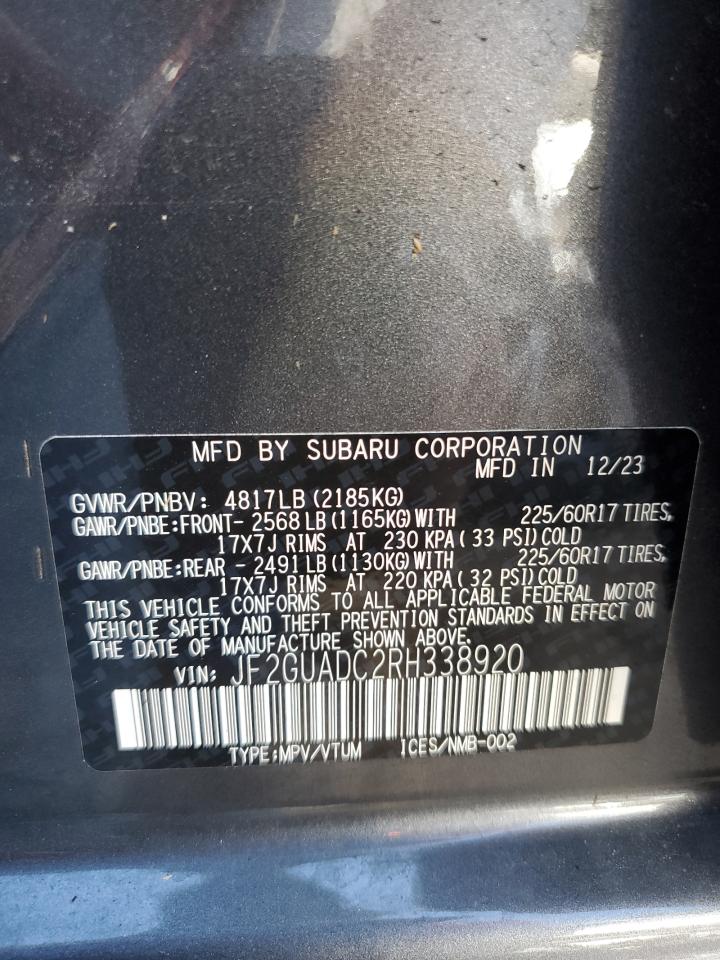 MFD BY SUBARU CORPORATION
MFD IN 12/23
GVWR/PNBV: 4817LB (2185KG)
GAWR/PNBE:FRONT- 2568 LB (1165KG) WITH 225/60R17 TIRES,
17X7J RIMS AT 230 KPA ( 33 PSI) COLD
GAWR/PNBE:REAR - 2491 LB (1130KG) WITH 225/60R17 TIRES,
17X7J RIMS AT 220 KPA ( 32 PSI) COLD
THIS VEHICLE CONFORMS TO ALL APPLICABLE FEDERAL MOTOR
VEHICLE SAFETY AND THEFT PREVENTION STANDARDS IN EFFECT ON
THE DATE OF MANUFACTURE SHOWN ABOVE.
VIN: JF2GUADC2RH338920
TYPE:MPV/VTUM ICES/NMB-002